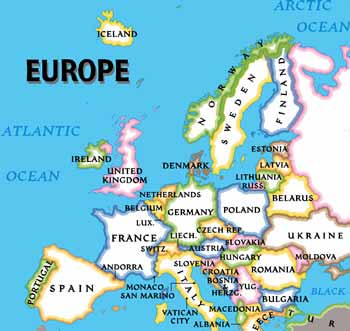 ARCTIC
OCEAN
ICELAND
EUROPE
NORWAY
SWEDEN
FINLAND
ATLANTIC
OCEAN
ESTONIA
LATVIA
LITHUANIA
RUSS.
DENMARK
IRELAND
UNITED
KINGDOM
NETHERLANDS
BELGIUM
GERMANY
POLAND
BELARUS
LUX.
CZECH REP.
UKRAINE
FRANCE
LIECH.
SLOVAKIA
SWITZ.
AUSTRIA
HUNGARY
MOLDOVA
ANDORRA
SLOVENIA
CROATIA
ROMANIA
PORTUGAL
SPAIN
MONACO
SAN MARINO
ITALY
BOSNIA
HERZ.
YUG.
BULGARIA
BLACK
VATICAN
CITY
MACEDONIA
ALBANIA